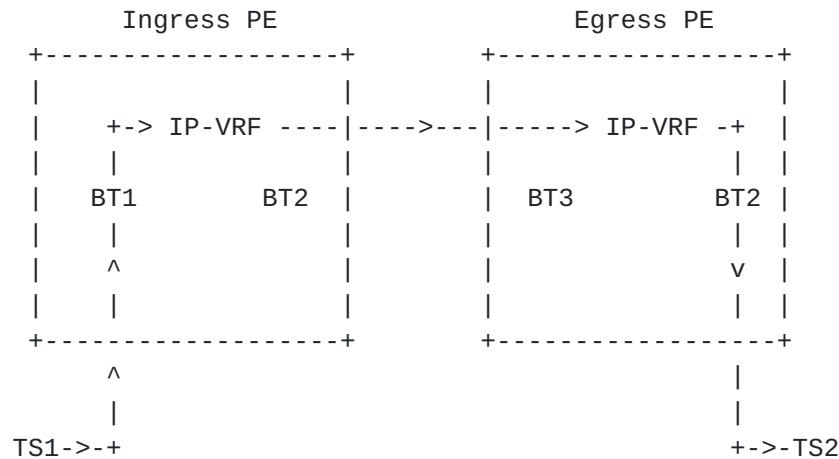 Ingress PE Egress PE
+-------------------+ +------------------+
| | | |
| +-> IP-VRF ----|---->---|-----> IP-VRF -+ |
| | | | | |
| BT1 BT2 | | BT3 BT2 |
| | | | | |
| ^ | | v |
| | | | | |
+-------------------+ +------------------+
^ |
| |
TS1->-+ +->-TS2